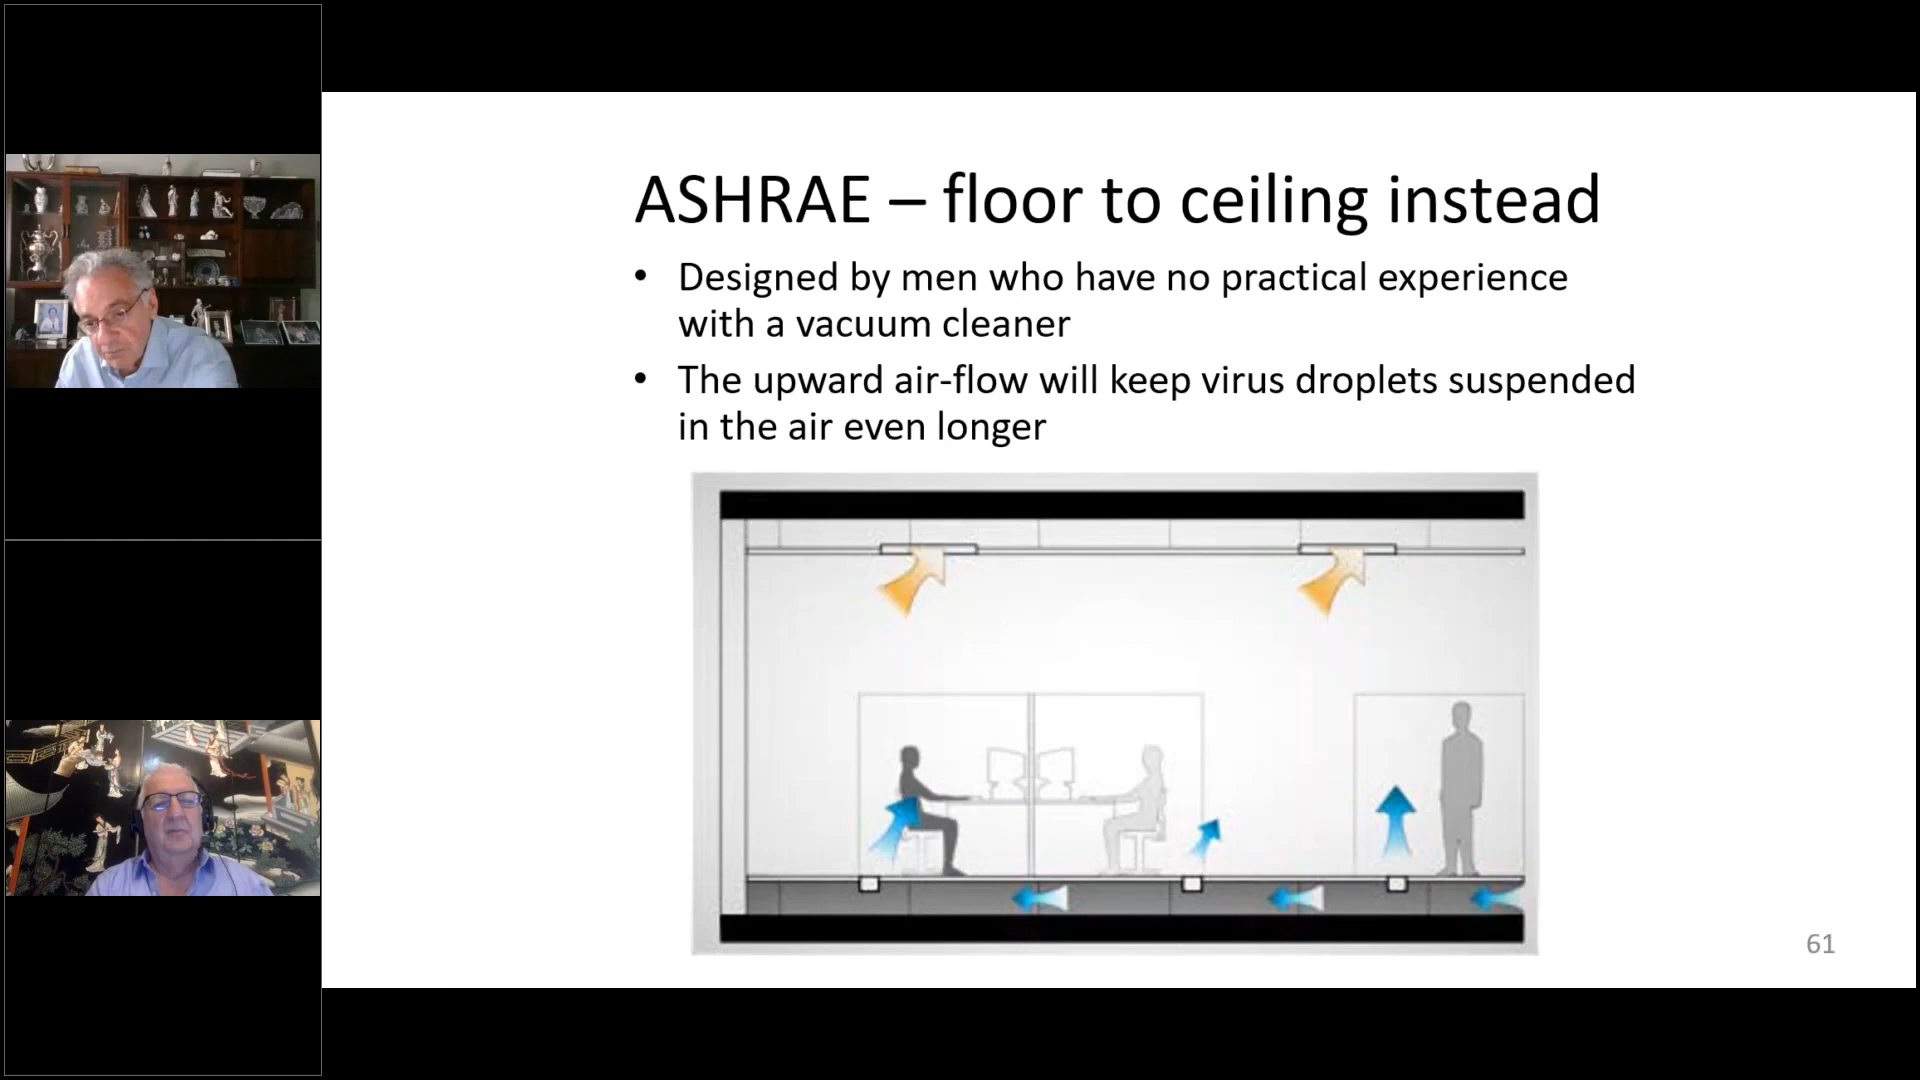 ASHRAE – floor to ceiling instead
• Designed by men who have no practical experience
with a vacuum cleaner
• The upward air-flow will keep virus droplets suspended
in the air even longer
61